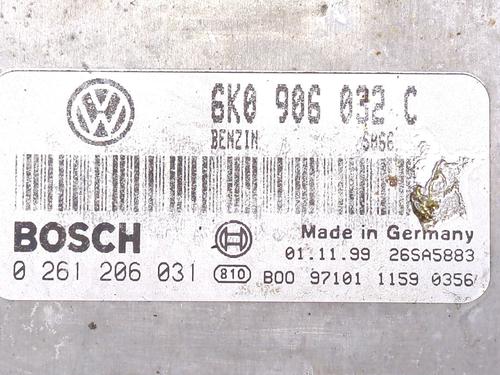 6K0 906 032 C
BENZIN
BOSCH
Made in Germany
01.11.99 26SA5883
0 261 206 031 810 B00 97101 1159 0356